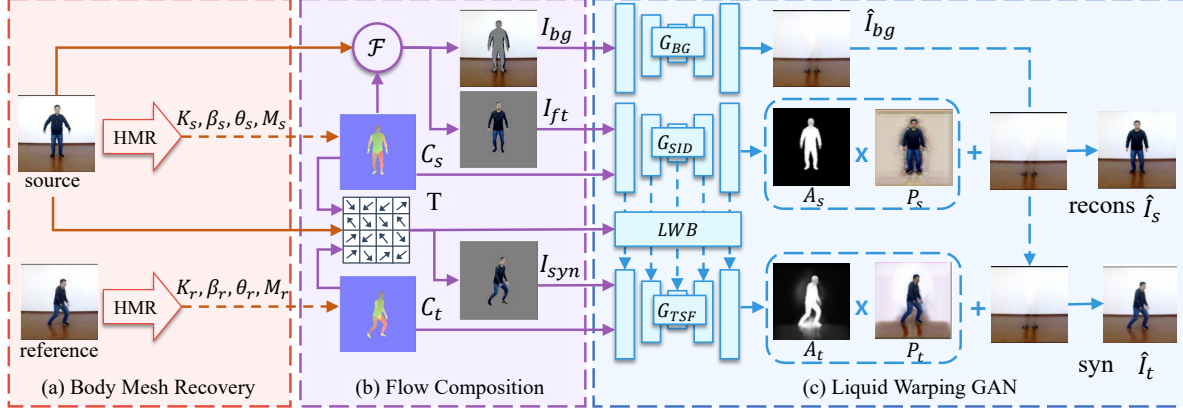 source
HMR
K_s, β_s, θ_s, M_s
reference
HMR
K_r, β_r, θ_r, M_r
(a) Body Mesh Recovery
F
I_bg
I_ft
C_s
T
I_syn
C_t
(b) Flow Composition
G_BG
Î_bg
G_SID
A_s
x
P_s
+
recons Î_s
LWB
G_TSF
A_t
x
P_t
+
syn Î_t
(c) Liquid Warping GAN